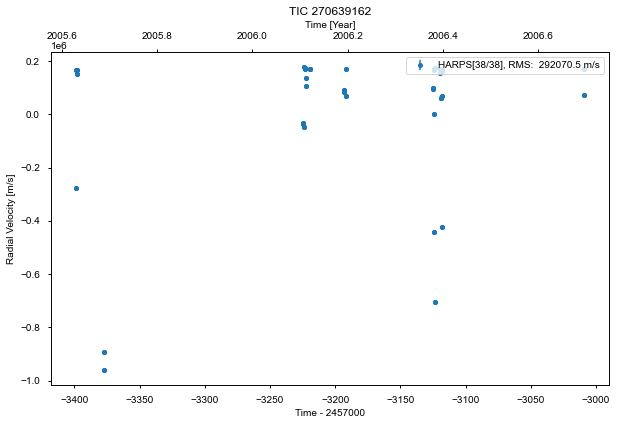 TIC 270639162
Time [Year]
2005.6 2005.8 2006.0 2006.2 2006.4 2006.6
1e6
HARPS[38/38], RMS: 292070.5 m/s
0.2
0.0
−0.2
−0.4
−0.6
−0.8
−1.0
Radial Velocity [m/s]
−3400 −3350 −3300 −3250 −3200 −3150 −3100 −3050 −3000
Time - 2457000